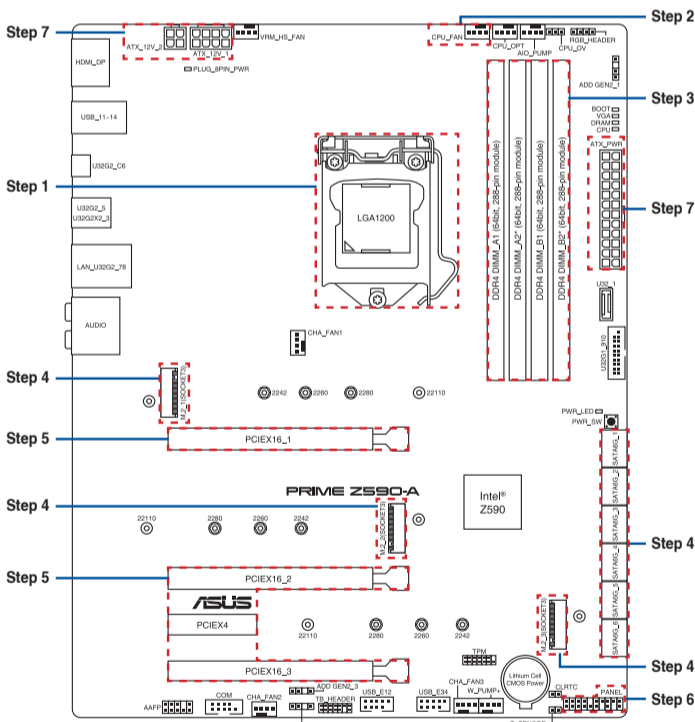 Step 2
Step 7
ATX_12V_2
ATX_12V_1
VRM_HS_FAN
CPU_FAN
CPU_OPT
AIO_PUMP
CPU_OV
RGB_HEADER
PLUG_8PIN_PWR
HDMI_DP
ADD GEN2_1
Step 3
BOOT
VGA
DRAM
CPU
USB_11-14
ATX_PWR
U32G2_C6
Step 1
LGA1200
DDR4 DIMM_A1 (64bit, 288-pin module)
DDR4 DIMM_A2* (64bit, 288-pin module)
DDR4 DIMM_B1 (64bit, 288-pin module)
DDR4 DIMM_B2* (64bit, 288-pin module)
Step 7
U32G2_5
U32G2X2_3
LAN_U32G2_78
U32_1
AUDIO
CHA_FAN1
U32G1_910
Step 4
M.2_1(SOCKET3)
2242
2260
2280
22110
PWR_LED
PWR_SW
Step 5
PCIEX16_1
SATA6G_1
SATA6G_2
SATA6G_3
SATA6G_4
SATA6G_5
SATA6G_6
PRIME Z590-A
Intel®
Z590
Step 4
M.2_2(SOCKET3)
22110
2280
2260
2242
Step 4
Step 5
PCIEX16_2
ASUS
PCIEX4
22110
2280
2260
2242
M.2_3(SOCKET3)
TPM
PCIEX16_3
Lithium Cell
CMOS Power
Step 4
ADD GEN2_3
CHA_FAN3
CLRTC
PANEL
Step 6
AAFP
COM
CHA_FAN2
TB_HEADER
USB_E12
USB_E34
W_PUMP+